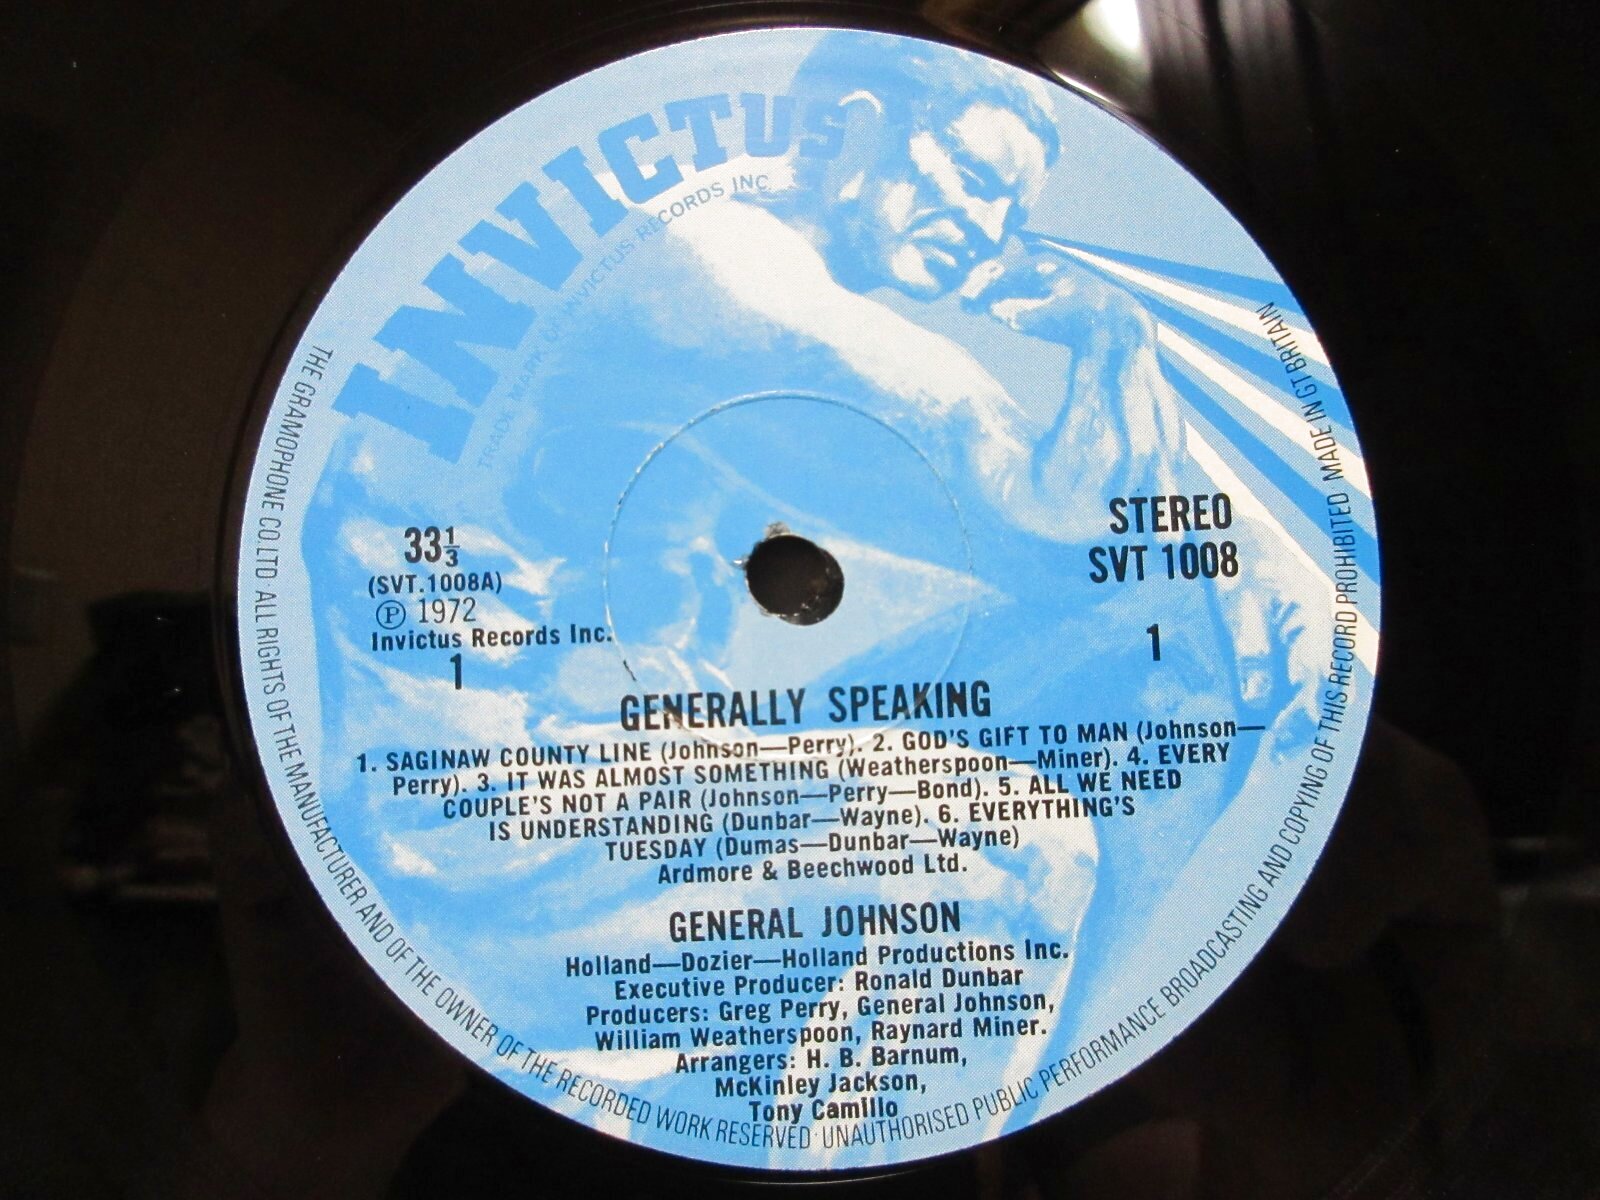 INVICTUS
TRADE MARK OF INVICTUS RECORDS INC
THE GRAMOPHONE CO. LTD ALL RIGHTS OF THE MANUFACTURER AND OF THE OWNER OF THE RECORDED WORK RESERVED · UNAUTHORISED PUBLIC PERFORMANCE BROADCASTING AND COPYING OF THIS RECORD PROHIBITED MADE IN GT BRITAIN
33⅓
(SVT.1008A)
Ⓟ 1972
Invictus Records Inc.
1
STEREO
SVT 1008
1
GENERALLY SPEAKING
1. SAGINAW COUNTY LINE (Johnson—Perry). 2. GOD'S GIFT TO MAN (Johnson—
Perry). 3. IT WAS ALMOST SOMETHING (Weatherspoon—Miner). 4. EVERY
COUPLE'S NOT A PAIR (Johnson—Perry—Bond). 5. ALL WE NEED
IS UNDERSTANDING (Dunbar—Wayne). 6. EVERYTHING'S
TUESDAY (Dumas—Dunbar—Wayne)
Ardmore & Beechwood Ltd.
GENERAL JOHNSON
Holland—Dozier—Holland Productions Inc.
Executive Producer: Ronald Dunbar
Producers: Greg Perry, General Johnson,
William Weatherspoon, Raynard Miner.
Arrangers: H. B. Barnum,
McKinley Jackson,
Tony Camillo